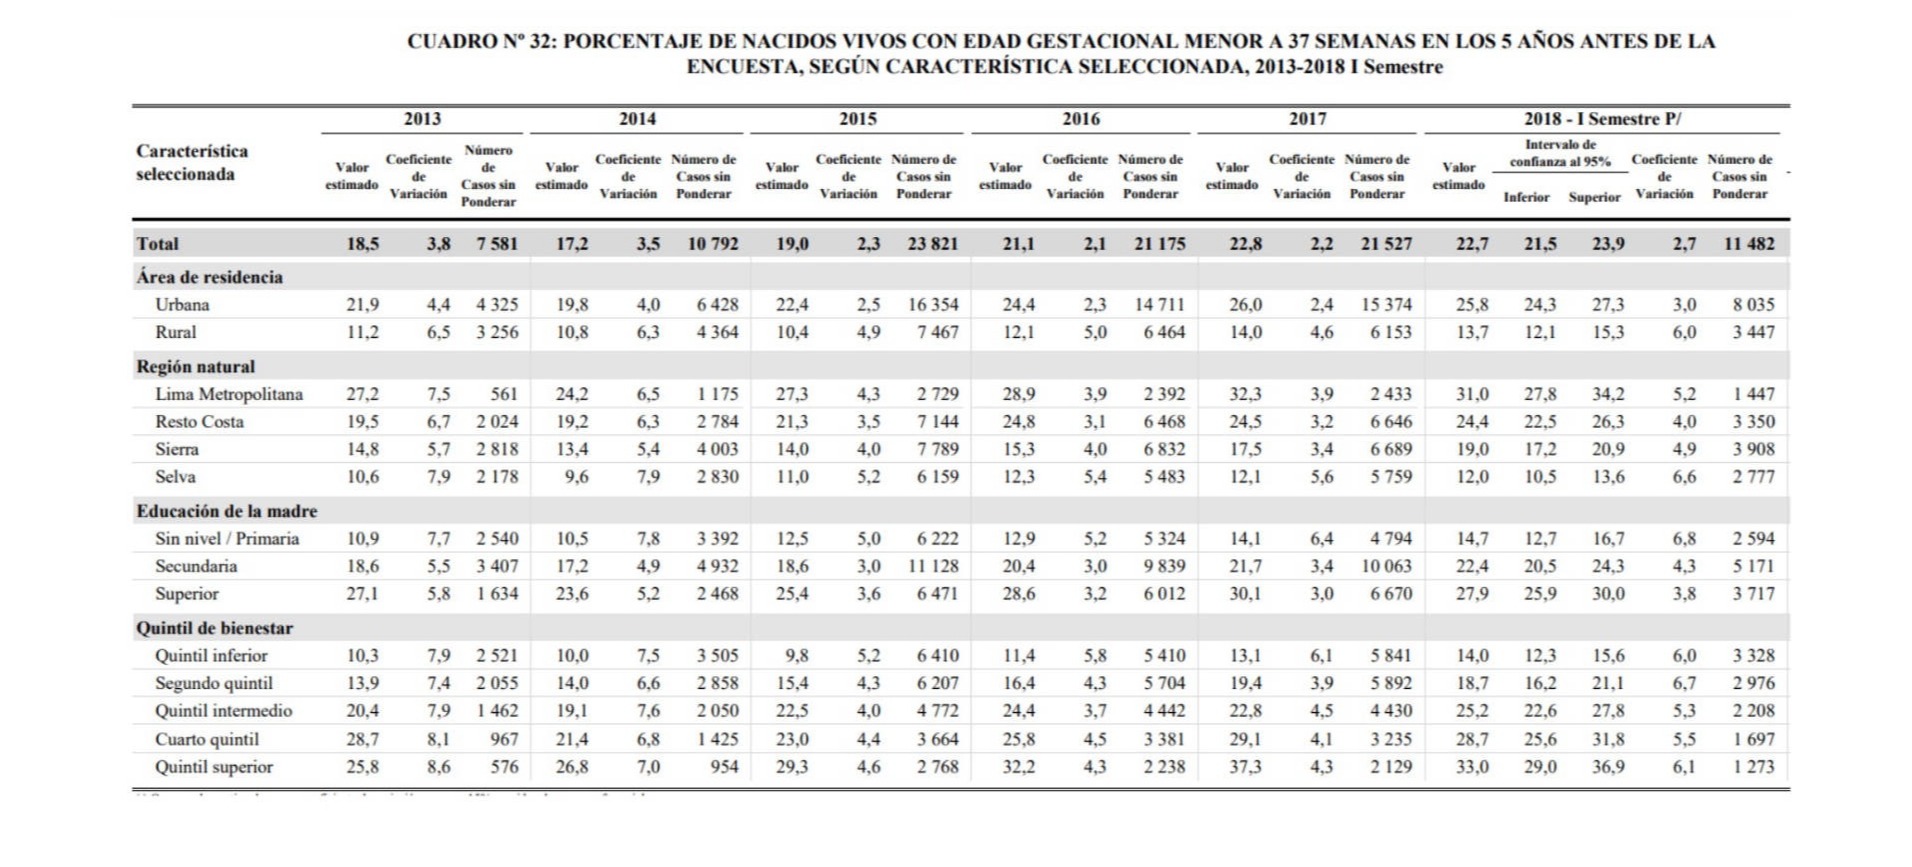 CUADRO Nº 32: PORCENTAJE DE NACIDOS VIVOS CON EDAD GESTACIONAL MENOR A 37 SEMANAS EN LOS 5 AÑOS ANTES DE LA
ENCUESTA, SEGÚN CARACTERÍSTICA SELECCIONADA, 2013-2018 I Semestre
Característica seleccionada
2013 2014 2015 2016 2017 2018 - I Semestre P/
Valor estimado Coeficiente de Variación Número de Casos sin Ponderar Valor estimado Coeficiente de Variación Número de Casos sin Ponderar Valor estimado Coeficiente de Variación Número de Casos sin Ponderar Valor estimado Coeficiente de Variación Número de Casos sin Ponderar Valor estimado Coeficiente de Variación Número de Casos sin Ponderar Valor estimado Intervalo de confianza al 95% Inferior Superior Coeficiente de Variación Número de Casos sin Ponderar
Total 18,5 3,8 7 581 17,2 3,5 10 792 19,0 2,3 23 821 21,1 2,1 21 175 22,8 2,2 21 527 22,7 21,5 23,9 2,7 11 482
Área de residencia
Urbana 21,9 4,4 4 325 19,8 4,0 6 428 22,4 2,5 16 354 24,4 2,3 14 711 26,0 2,4 15 374 25,8 24,3 27,3 3,0 8 035
Rural 11,2 6,5 3 256 10,8 6,3 4 364 10,4 4,9 7 467 12,1 5,0 6 464 14,0 4,6 6 153 13,7 12,1 15,3 6,0 3 447
Región natural
Lima Metropolitana 27,2 7,5 561 24,2 6,5 1 175 27,3 4,3 2 729 28,9 3,9 2 392 32,3 3,9 2 433 31,0 27,8 34,2 5,2 1 447
Resto Costa 19,5 6,7 2 024 19,2 6,3 2 784 21,3 3,5 7 144 24,8 3,1 6 468 24,5 3,2 6 646 24,4 22,5 26,3 4,0 3 350
Sierra 14,8 5,7 2 818 13,4 5,4 4 003 14,0 4,0 7 789 15,3 4,0 6 832 17,5 3,4 6 689 19,0 17,2 20,9 4,9 3 908
Selva 10,6 7,9 2 178 9,6 7,9 2 830 11,0 5,2 6 159 12,3 5,4 5 483 12,1 5,6 5 759 12,0 10,5 13,6 6,6 2 777
Educación de la madre
Sin nivel / Primaria 10,9 7,7 2 540 10,5 7,8 3 392 12,5 5,0 6 222 12,9 5,2 5 324 14,1 6,4 4 794 14,7 12,7 16,7 6,8 2 594
Secundaria 18,6 5,5 3 407 17,2 4,9 4 932 18,6 3,0 11 128 20,4 3,0 9 839 21,7 3,4 10 063 22,4 20,5 24,3 4,3 5 171
Superior 27,1 5,8 1 634 23,6 5,2 2 468 25,4 3,6 6 471 28,6 3,2 6 012 30,1 3,0 6 670 27,9 25,9 30,0 3,8 3 717
Quintil de bienestar
Quintil inferior 10,3 7,9 2 521 10,0 7,5 3 505 9,8 5,2 6 410 11,4 5,8 5 410 13,1 6,1 5 841 14,0 12,3 15,6 6,0 3 328
Segundo quintil 13,9 7,4 2 055 14,0 6,6 2 858 15,4 4,3 6 207 16,4 4,3 5 704 19,4 3,9 5 892 18,7 16,2 21,1 6,7 2 976
Quintil intermedio 20,4 7,9 1 462 19,1 7,6 2 050 22,5 4,0 4 772 24,4 3,7 4 442 22,8 4,5 4 430 25,2 22,6 27,8 5,3 2 208
Cuarto quintil 28,7 8,1 967 21,4 6,8 1 425 23,0 4,4 3 664 25,8 4,5 3 381 29,1 4,1 3 235 28,7 25,6 31,8 5,5 1 697
Quintil superior 25,8 8,6 576 26,8 7,0 954 29,3 4,6 2 768 32,2 4,3 2 238 37,3 4,3 2 129 33,0 29,0 36,9 6,1 1 273